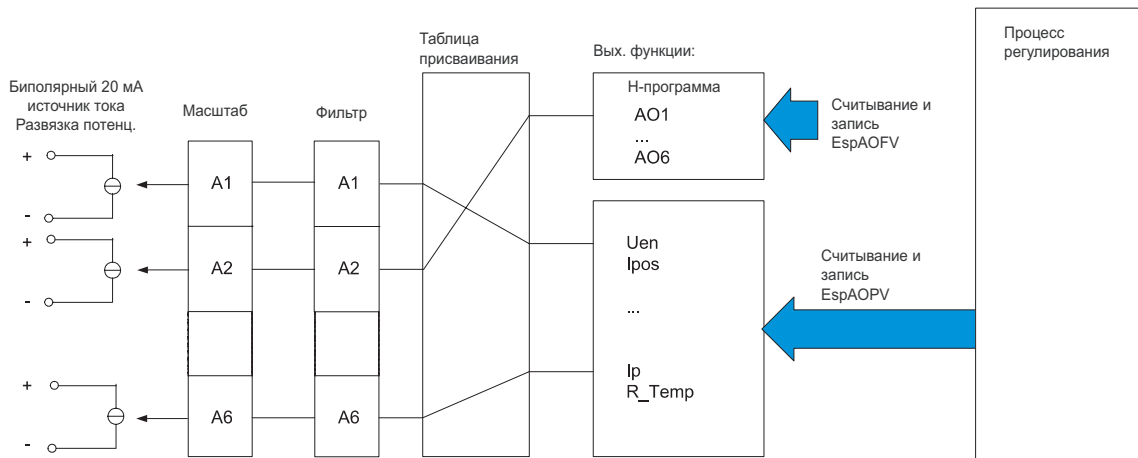 Биполярный 20 мА
источник тока
Развязка потенц.
Масштаб
Фильтр
Таблица
присваивания
Вых. функции:
Процесс
регулирования
Н-программа
AO1
...
AO6
Считывание и
запись
EspAOFV
+
-
A1
A1
+
-
A2
A2
Uen
Ipos
...
Ip
R_Temp
Считывание и
запись
EspAOPV
+
-
A6
A6